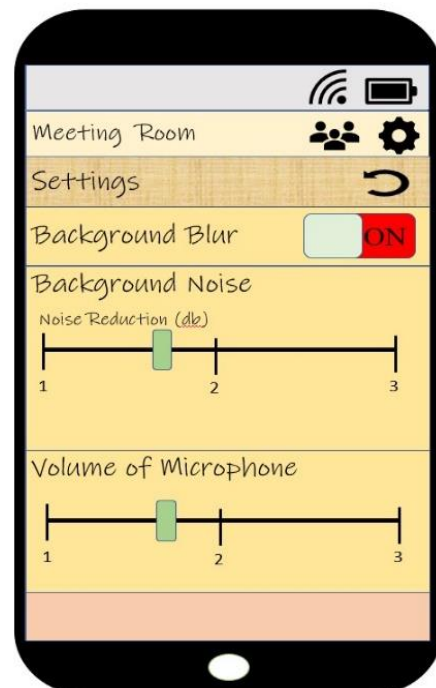 Meeting Room
Settings
Background Blur ON
Background Noise
Noise Reduction (db)
1 2 3
Volume of Microphone
1 2 3